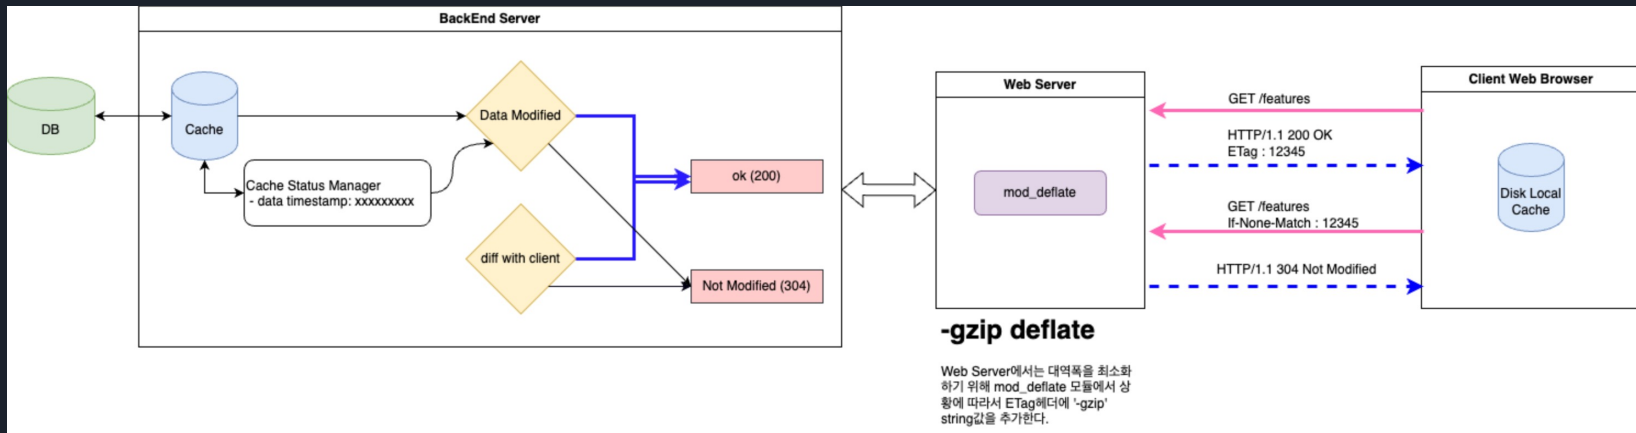 BackEnd Server
DB
Cache
Cache Status Manager
- data timestamp: xxxxxxxxx
Data Modified
diff with client
ok (200)
Not Modified (304)
Web Server
mod_deflate
-gzip deflate
Web Server에서는 대역폭을 최소화
하기 위해 mod_deflate 모듈에서 상
황에 따라서 ETag헤더에 '-gzip'
string값을 추가한다.
GET /features
HTTP/1.1 200 OK
ETag : 12345
GET /features
If-None-Match : 12345
HTTP/1.1 304 Not Modified
Client Web Browser
Disk Local
Cache